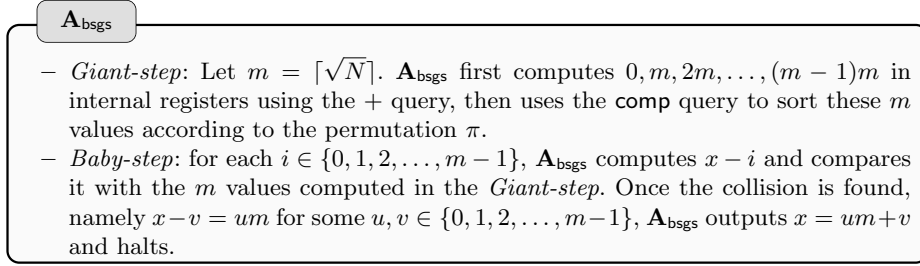 A_bsgs
– Giant-step: Let m = ⌈√N⌉. A_bsgs first computes 0, m, 2m, . . . , (m − 1)m in
internal registers using the + query, then uses the comp query to sort these m
values according to the permutation π.
– Baby-step: for each i ∈ {0, 1, 2, . . . , m − 1}, A_bsgs computes x − i and compares
it with the m values computed in the Giant-step. Once the collision is found,
namely x−v = um for some u, v ∈ {0, 1, 2, . . . , m−1}, A_bsgs outputs x = um+v
and halts.